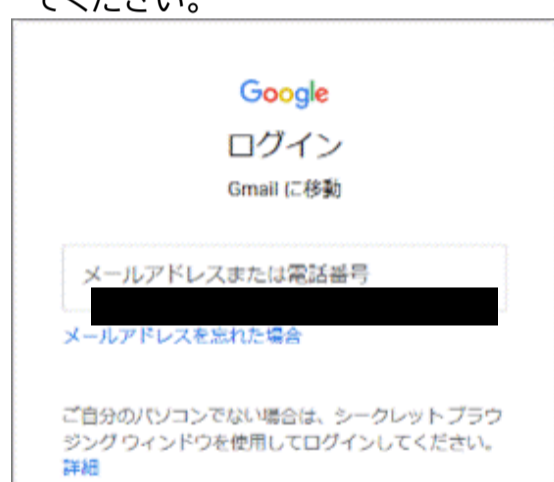 てください。
Google
ログイン
Gmail に移動
メールアドレスまたは電話番号
メールアドレスを忘れた場合
ご自分のパソコンでない場合は、シークレット ブラウ
ジング ウィンドウを使用してログインしてください。
詳細